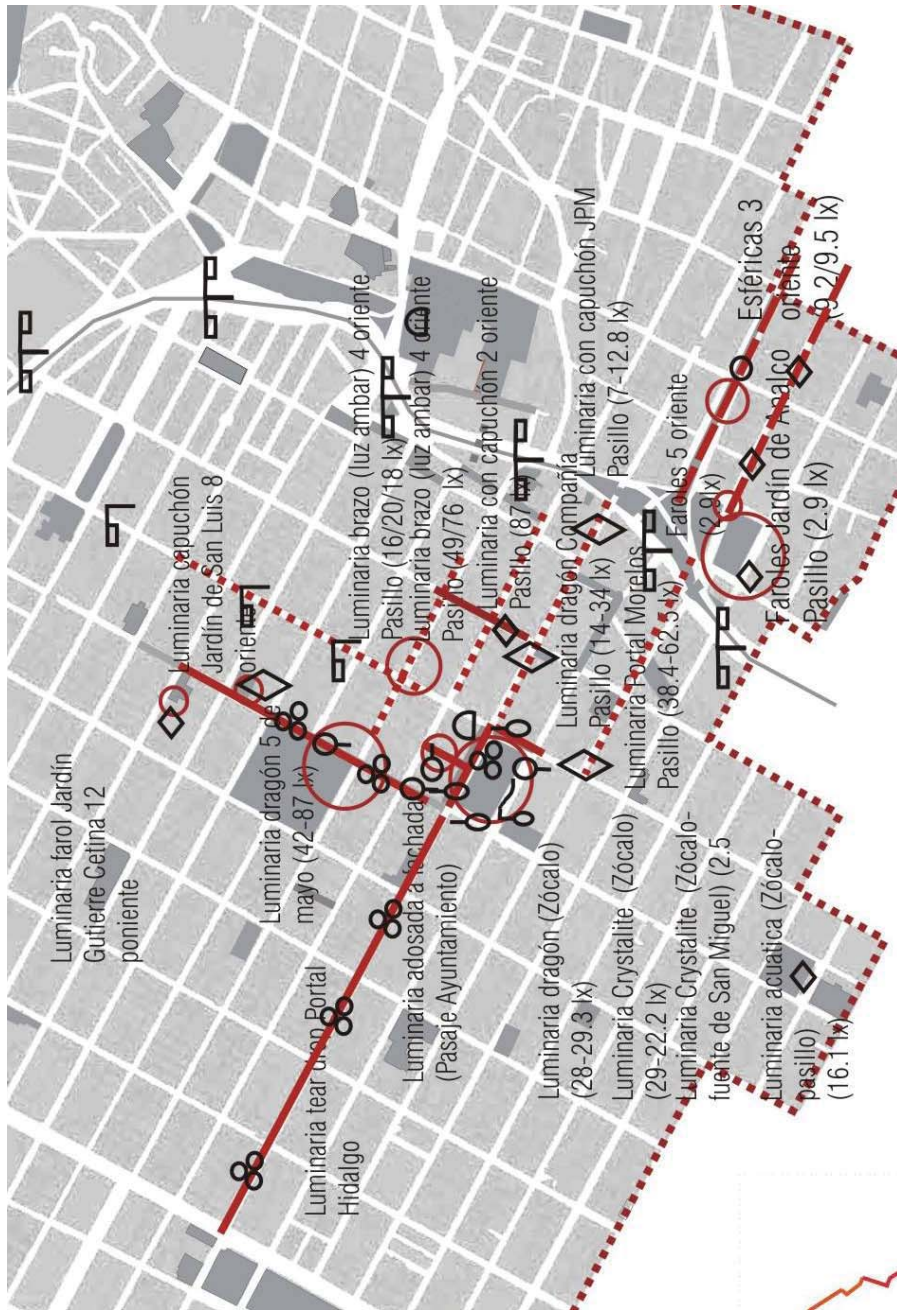 Luminaria farol Jardín
Gutierre Cetina 12
poniente
Luminaria capuchón
Jardín de San Luis 8
oriente
Luminaria dragón 5 de
mayo (42-87 lx)
Luminaria brazo (luz ambar) 4 oriente
Pasillo (16/20/18 lx)
Luminaria brazo (luz ambar) 4 oriente
Pasillo (49/76 lx)
Luminaria con capuchón 2 oriente
Pasillo (87
Luminaria tear drop Portal
Hidalgo
Luminaria adosada a fachada
(Pasaje Ayuntamiento)
Luminaria dragón Compañía
Pasillo (14-34 lx)
Luminaria con capuchón JPM
Pasillo (7-12.8 lx)
Luminaria Portal Morelos
Pasillo (38.4-62.5 lx)
Luminaria dragón (Zócalo)
(28-29.3 lx)
Luminaria Crystalite (Zócalo)
(29-22.2 lx)
Luminaria Crystalite (Zócalo-
fuente de San Miguel) (2.5
Luminaria acuatica (Zócalo-
pasillo)
(16.1 lx)
Faroles 5 oriente
Esféricas 3
oriente
(9.2/9.5 lx)
Faroles Jardín de Analco
Pasillo (2.9 lx)